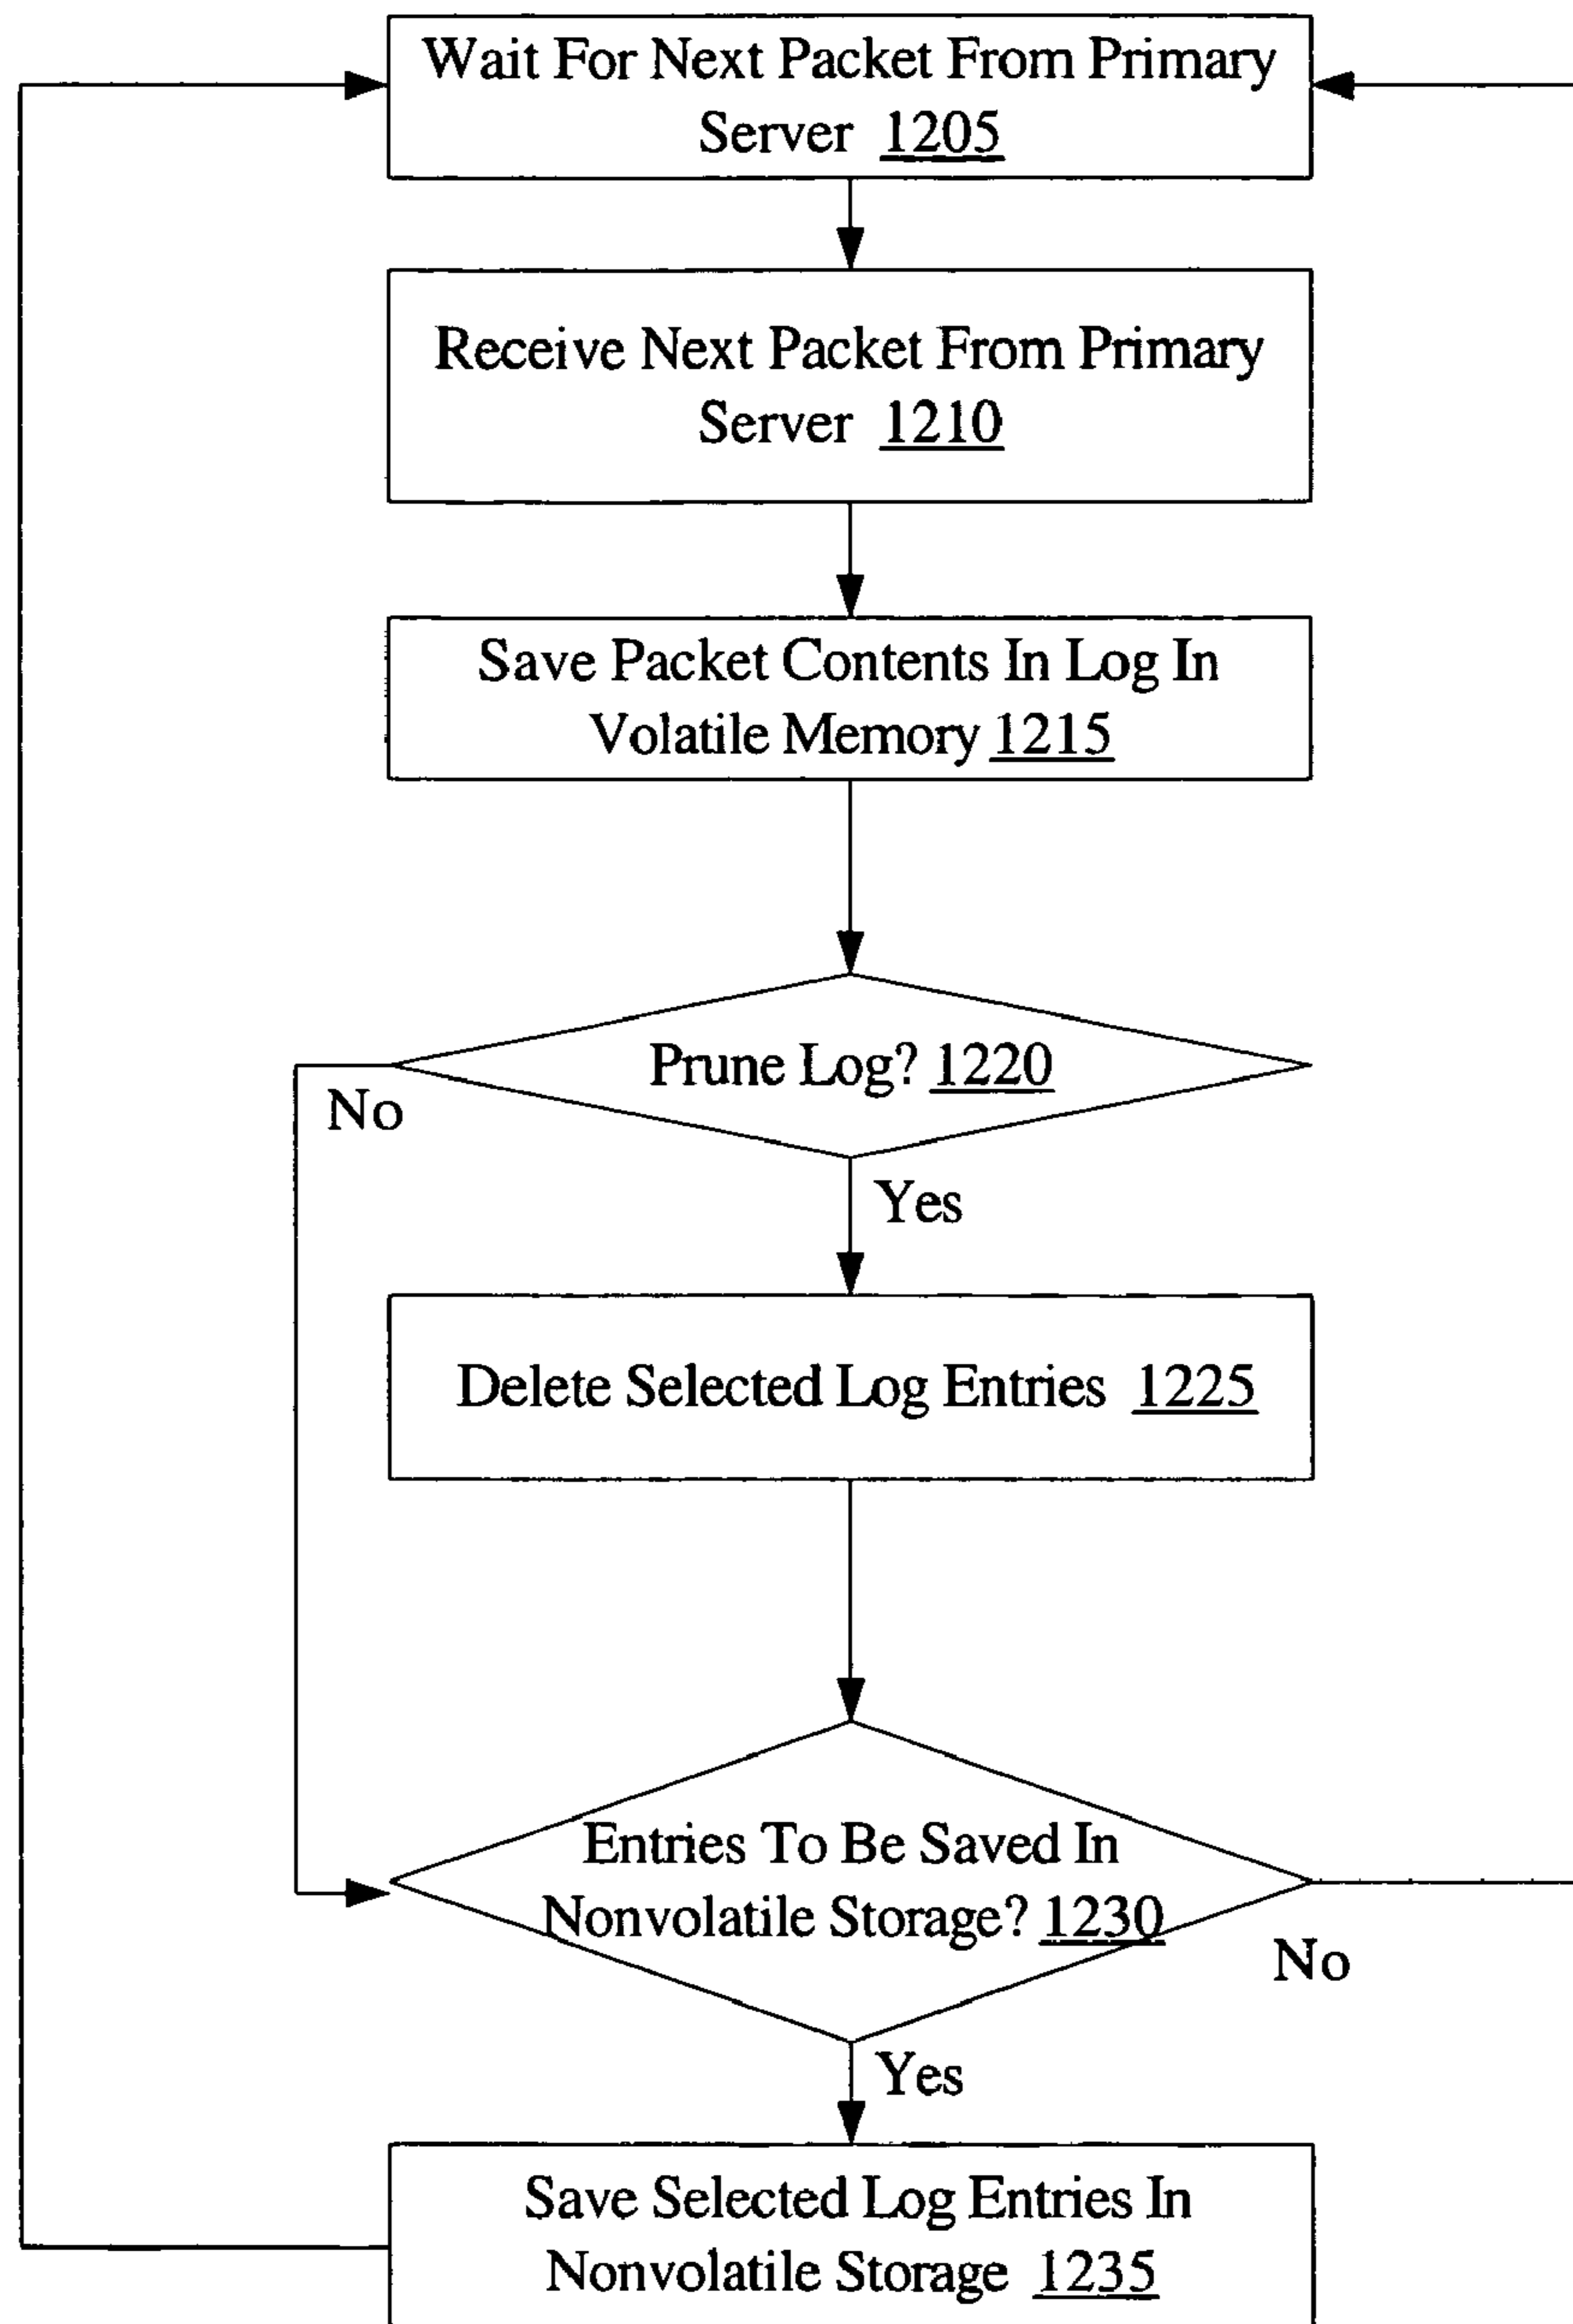 Wait For Next Packet From Primary
Server 1205
Receive Next Packet From Primary
Server 1210
Save Packet Contents In Log In
Volatile Memory 1215
Prune Log? 1220
No
Yes
Delete Selected Log Entries 1225
Entries To Be Saved In
Nonvolatile Storage? 1230
No
Yes
Save Selected Log Entries In
Nonvolatile Storage 1235